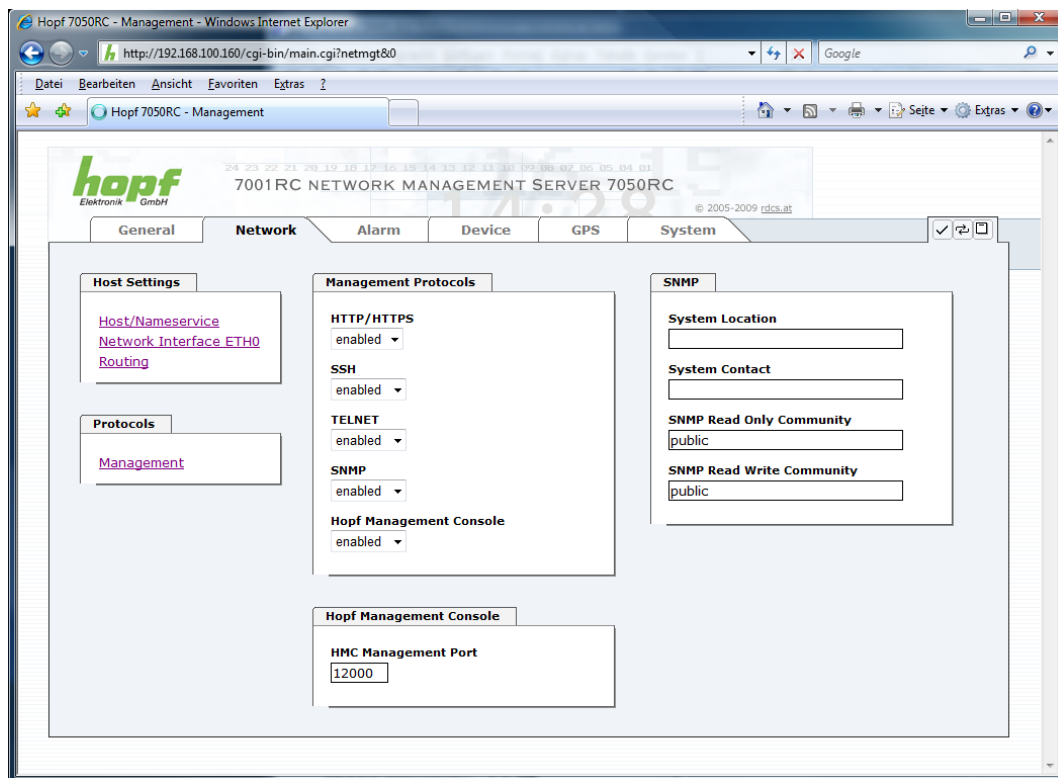 Hopf 7050RC - Management - Windows Internet Explorer
http://192.168.100.160/cgi-bin/main.cgi?netmgt&0
Google
Datei Bearbeiten Ansicht Favoriten Extras ?
Hopf 7050RC - Management
Seite Extras
hopf
Elektronik GmbH
24 23 22 21 20 19 18 17 16 15 14 13 12 11 10 09 08 07 06 05 04 01
7001RC NETWORK MANAGEMENT SERVER 7050RC
14:28
© 2005-2009 rdcs.at
General Network Alarm Device GPS System
Host Settings
Host/Nameservice
Network Interface ETH0
Routing
Protocols
Management
Management Protocols
HTTP/HTTPS
enabled
SSH
enabled
TELNET
enabled
SNMP
enabled
Hopf Management Console
enabled
Hopf Management Console
HMC Management Port
12000
SNMP
System Location
System Contact
SNMP Read Only Community
public
SNMP Read Write Community
public